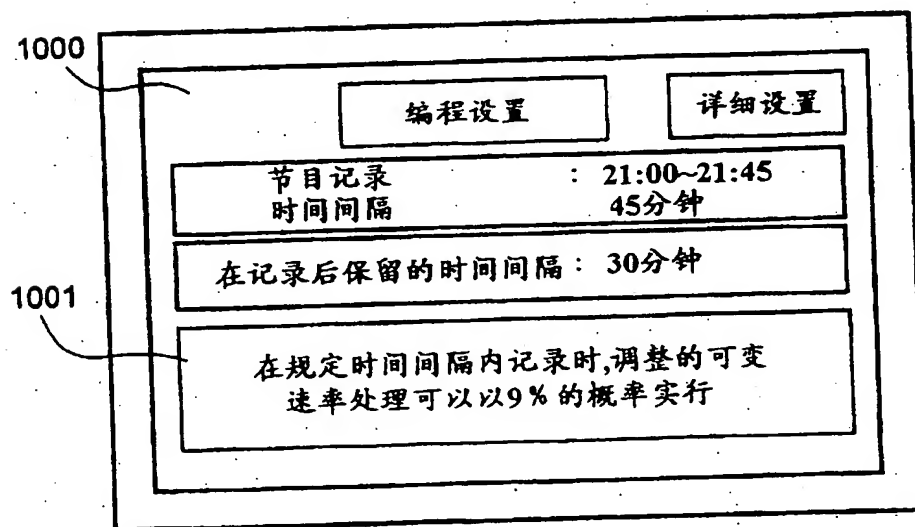 1000
编程设置
详细设置
节目记录 : 21:00~21:45
时间间隔 45分钟
在记录后保留的时间间隔: 30分钟
1001
在规定时间间隔内记录时,调整的可变
速率处理可以以9%的概率实行